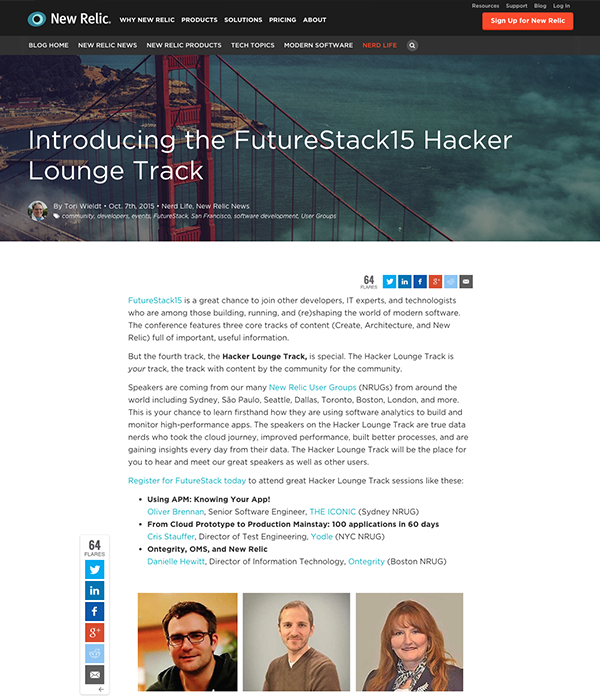 Resources Support Blog Log In
New Relic. WHY NEW RELIC PRODUCTS SOLUTIONS PRICING ABOUT Sign Up for New Relic
BLOG HOME NEW RELIC NEWS NEW RELIC PRODUCTS TECH TOPICS MODERN SOFTWARE NERD LIFE
Introducing the FutureStack15 Hacker
Lounge Track
By Tori Wieldt • Oct. 7th, 2015 • Nerd Life, New Relic News
community, developers, events, FutureStack, San Francisco, software development, User Groups
64
FLARES
FutureStack15 is a great chance to join other developers, IT experts, and technologists
who are among those building, running, and (re)shaping the world of modern software.
The conference features three core tracks of content (Create, Architecture, and New
Relic) full of important, useful information.
But the fourth track, the Hacker Lounge Track, is special. The Hacker Lounge Track is
your track, the track with content by the community for the community.
Speakers are coming from our many New Relic User Groups (NRUGs) from around the
world including Sydney, São Paulo, Seattle, Dallas, Toronto, Boston, London, and more.
This is your chance to learn firsthand how they are using software analytics to build and
monitor high-performance apps. The speakers on the Hacker Lounge Track are true data
nerds who took the cloud journey, improved performance, built better processes, and are
gaining insights every day from their data. The Hacker Lounge Track will be the place for
you to hear and meet our great speakers as well as other users.
Register for FutureStack today to attend great Hacker Lounge Track sessions like these:
• Using APM: Knowing Your App!
Oliver Brennan, Senior Software Engineer, THE ICONIC (Sydney NRUG)
• From Cloud Prototype to Production Mainstay: 100 applications in 60 days
Cris Stauffer, Director of Test Engineering, Yodle (NYC NRUG)
• Ontegrity, OMS, and New Relic
Danielle Hewitt, Director of Information Technology, Ontegrity (Boston NRUG)
64
FLARES